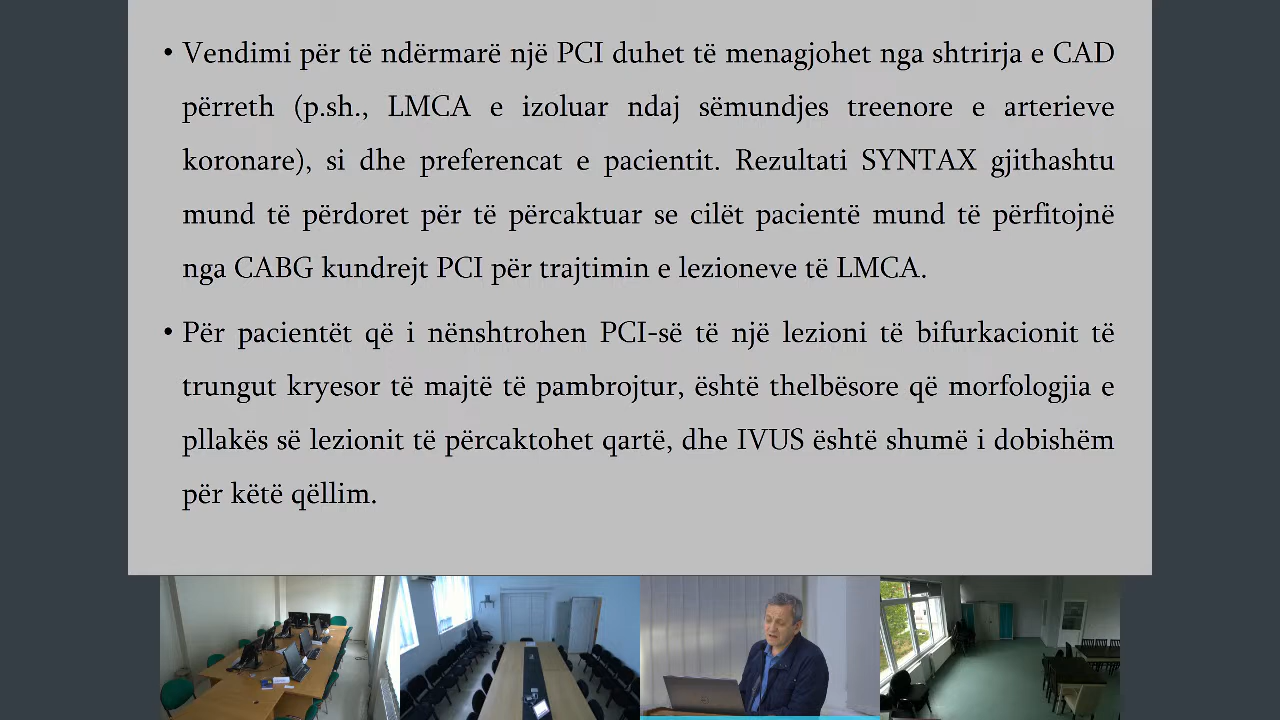 • Vendimi për të ndërmarë një PCI duhet të menagjohet nga shtrirja e CAD
përreth (p.sh., LMCA e izoluar ndaj sëmundjes treenore e arterieve
koronare), si dhe preferencat e pacientit. Rezultati SYNTAX gjithashtu
mund të përdoret për të përcaktuar se cilët pacientë mund të përfitojnë
nga CABG kundrejt PCI për trajtimin e lezioneve të LMCA.
• Për pacientët që i nënshtrohen PCI-së të një lezioni të bifurkacionit të
trungut kryesor të majtë të pambrojtur, është thelbësore që morfologjia e
pllakës së lezionit të përcaktohet qartë, dhe IVUS është shumë i dobishëm
për këtë qëllim.